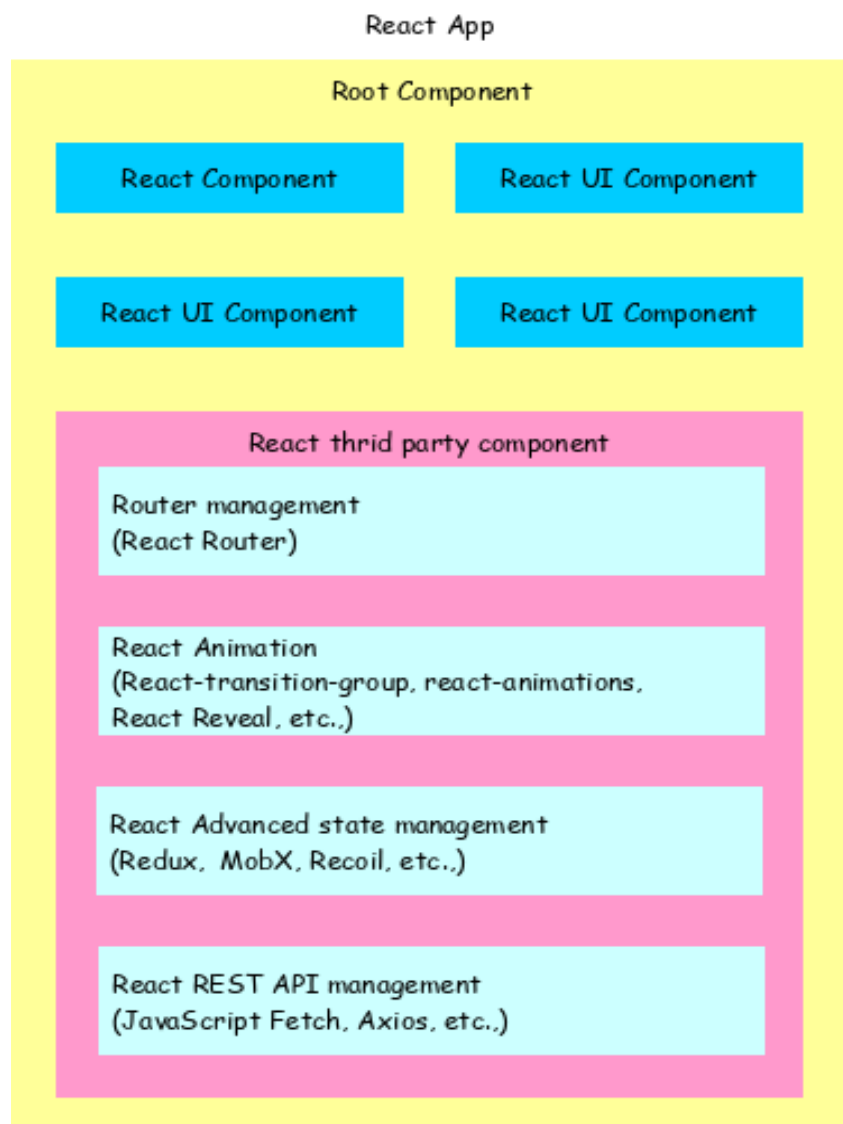 React App
Root Component
React Component
React UI Component
React UI Component
React UI Component
React thrid party component
Router management
(React Router)
React Animation
(React-transition-group, react-animations,
React Reveal, etc.,)
React Advanced state management
(Redux,  MobX, Recoil, etc.,)
React REST API management
(JavaScript Fetch, Axios, etc.,)